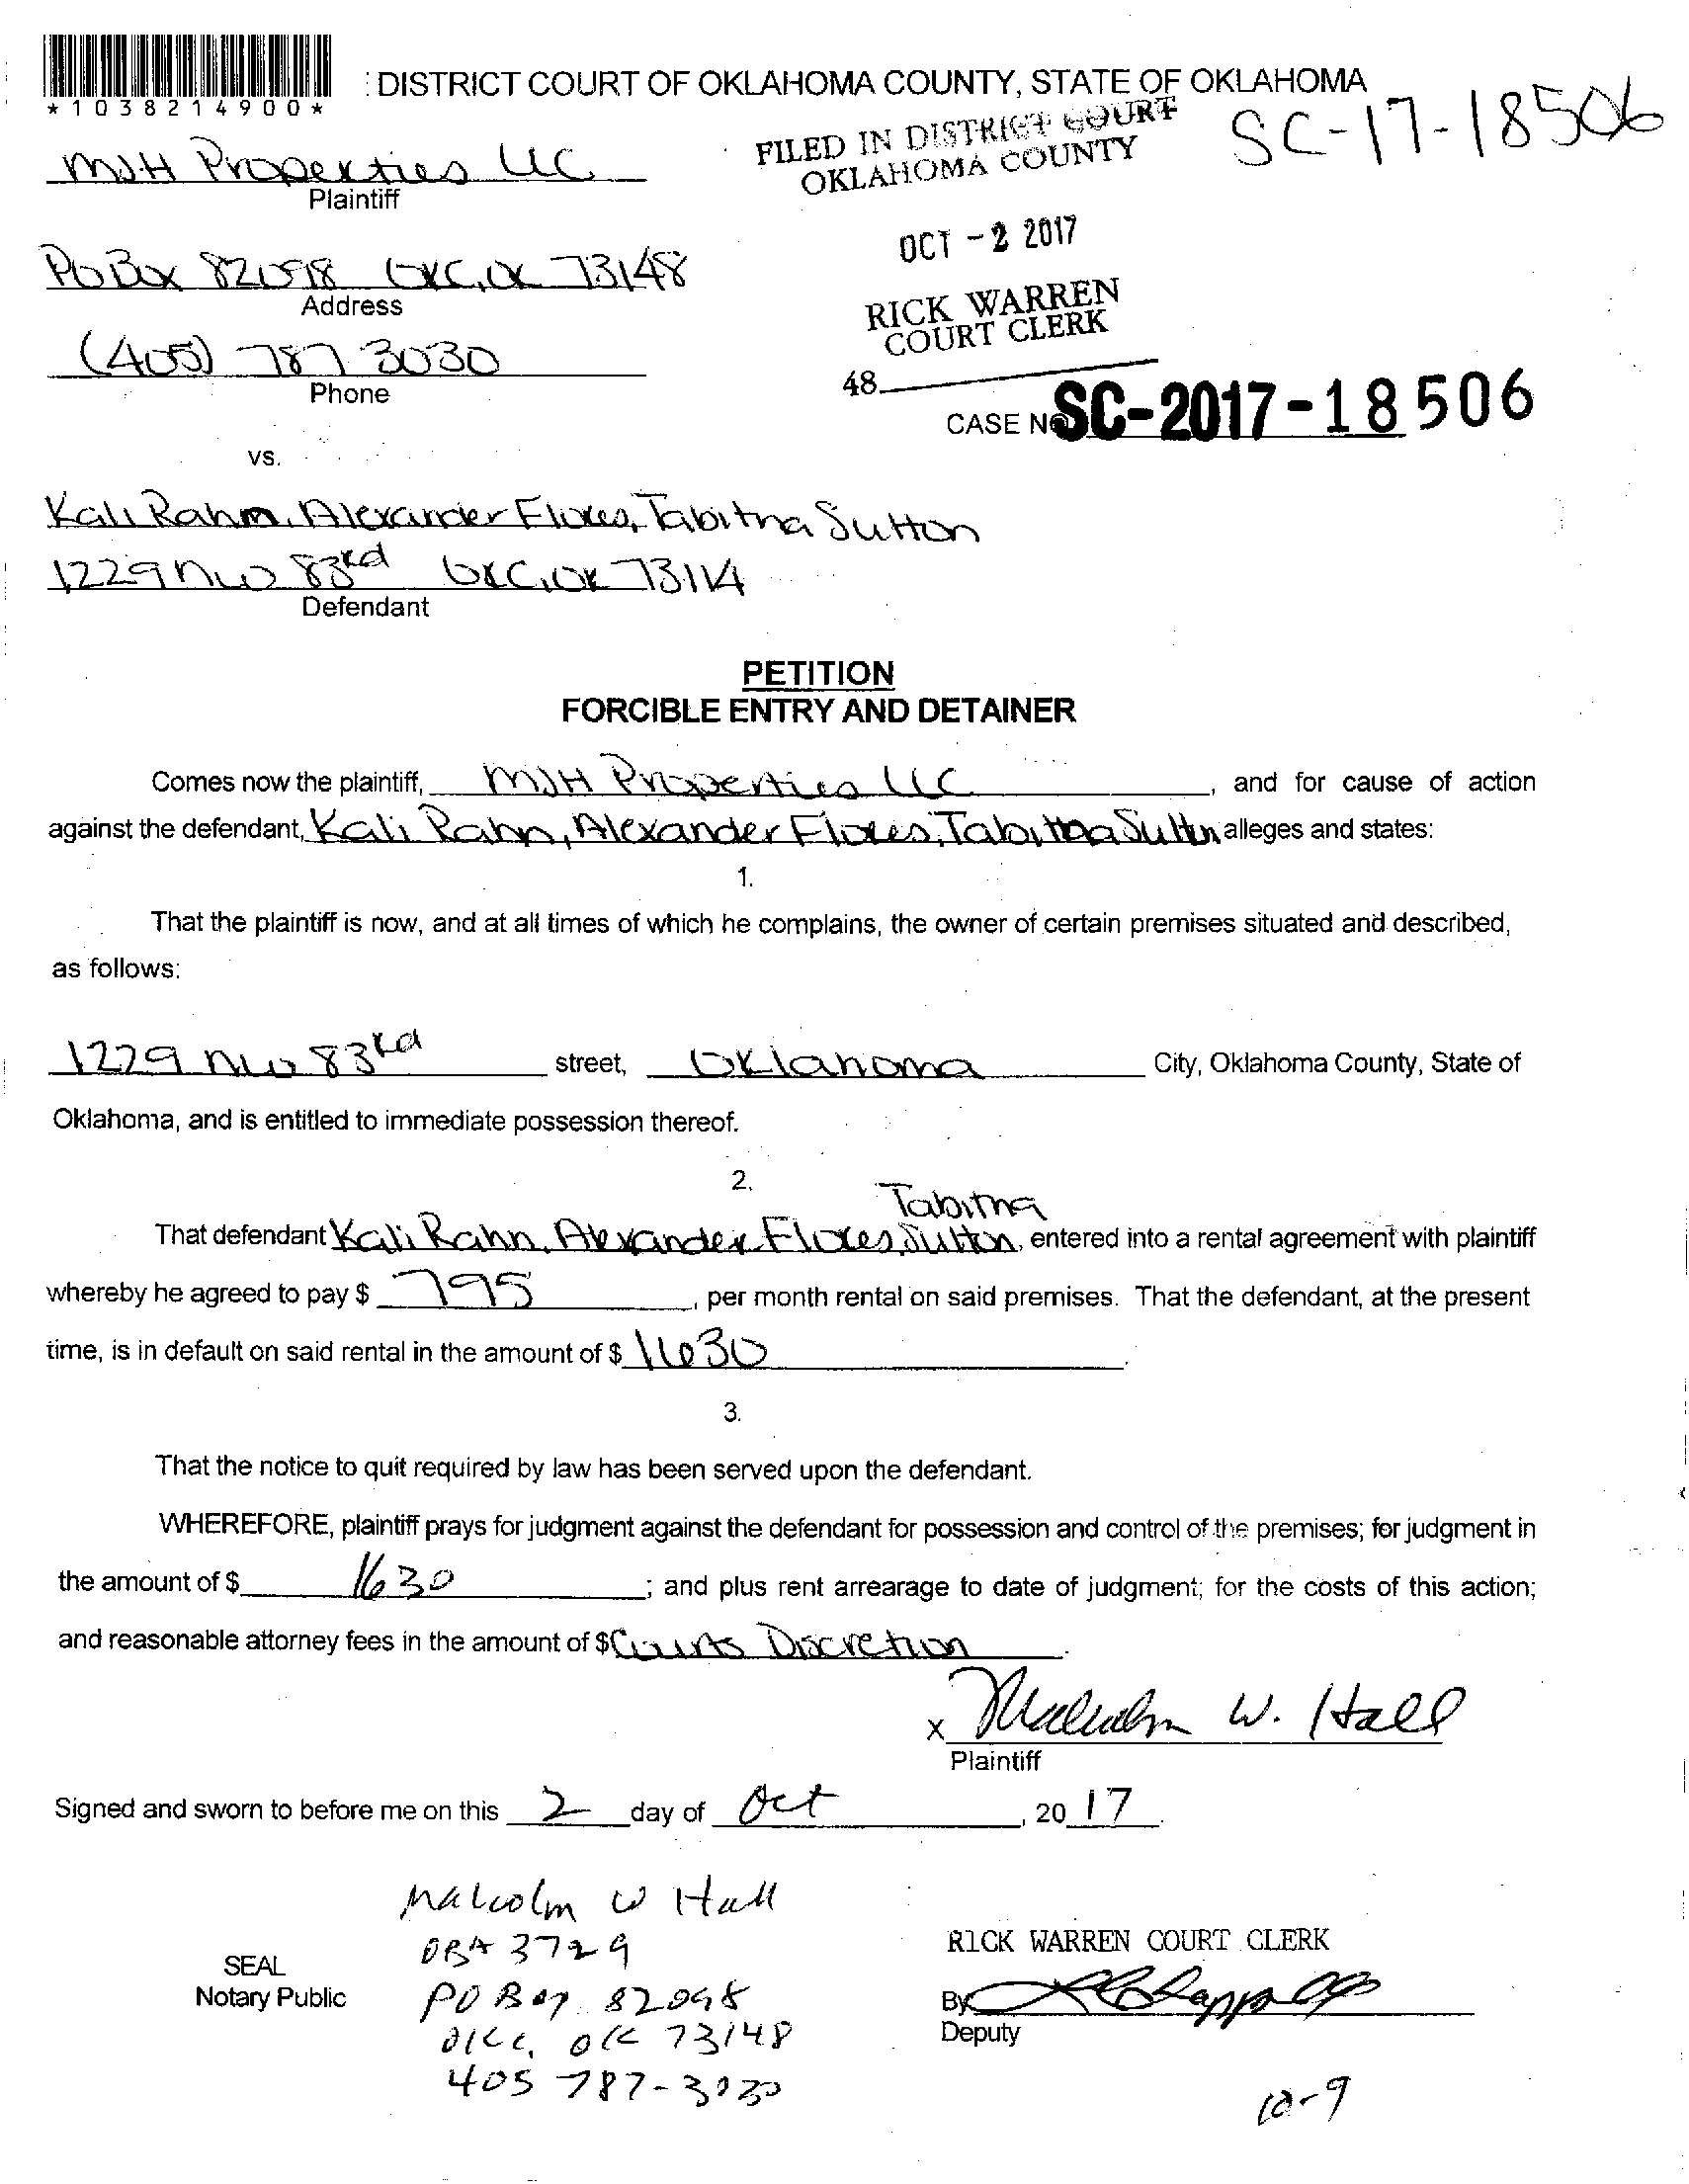 : DISTRICT COURT OF OKLAHOMA COUNTY, STATE OF OKLAHOMA
*1038214900*
SC-17-18506
FILED IN DISTRICT COURT
OKLAHOMA COUNTY
MJH Properties LLC
Plaintiff
OCT -2 2017
PO Box 82098 OKC, OK 73148
Address
RICK WARREN
COURT CLERK
(405) 787 3030
Phone
48
CASE NO SC-2017-18506
vs.
Kali Rahn, Alexander Flores, Tabitha Sutton
1229 NW 83rd OKC, OK 73114
Defendant
PETITION
FORCIBLE ENTRY AND DETAINER
Comes now the plaintiff, MJH Properties LLC, and for cause of action
against the defendant, Kali Rahn, Alexander Flores, Tabitha Sutton alleges and states:
1.
That the plaintiff is now, and at all times of which he complains, the owner of certain premises situated and described,
as follows:
1229 NW 83rd street, Oklahoma City, Oklahoma County, State of
Oklahoma, and is entitled to immediate possession thereof.
2.
Tabitha
That defendant Kali Rahn, Alexander Flores, Sutton, entered into a rental agreement with plaintiff
whereby he agreed to pay $ 795, per month rental on said premises. That the defendant, at the present
time, is in default on said rental in the amount of $ 1630.
3.
That the notice to quit required by law has been served upon the defendant.
WHEREFORE, plaintiff prays for judgment against the defendant for possession and control of the premises; for judgment in
the amount of $ 1630; and plus rent arrearage to date of judgment; for the costs of this action;
and reasonable attorney fees in the amount of $ Courts Discretion.
x Malcolm W. Hall
Plaintiff
Signed and sworn to before me on this 2 day of Oct, 20 17.
Malcolm W Hall
OBA 3729
SEAL
Notary Public
PO Box 82098
OKC, OK 73148
405 787-3030
RICK WARREN COURT CLERK
By
Deputy
10-9